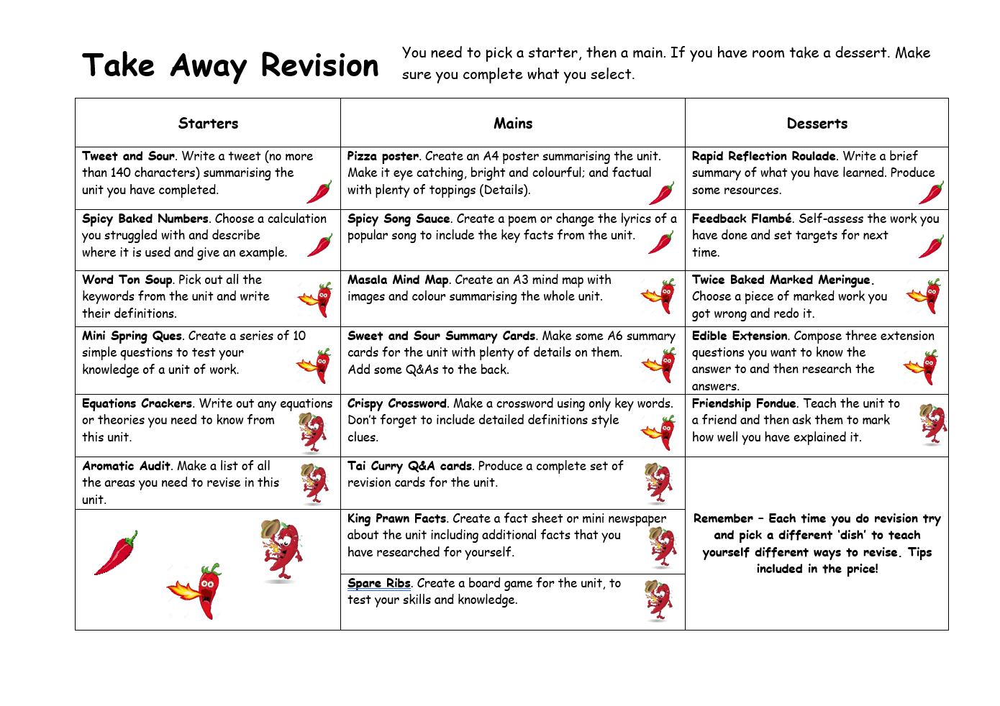 Take Away Revision
You need to pick a starter, then a main. If you have room take a dessert. Make
sure you complete what you select.
Starters
Mains
Desserts
Tweet and Sour. Write a tweet (no more
than 140 characters) summarising the
unit you have completed.
Pizza poster. Create an A4 poster summarising the unit.
Make it eye catching, bright and colourful; and factual
with plenty of toppings (Details).
Rapid Reflection Roulade. Write a brief
summary of what you have learned. Produce
some resources.
Spicy Baked Numbers. Choose a calculation
you struggled with and describe
where it is used and give an example.
Spicy Song Sauce. Create a poem or change the lyrics of a
popular song to include the key facts from the unit.
Feedback Flambé. Self-assess the work you
have done and set targets for next
time.
Word Ton Soup. Pick out all the
keywords from the unit and write
their definitions.
Masala Mind Map. Create an A3 mind map with
images and colour summarising the whole unit.
Twice Baked Marked Meringue.
Choose a piece of marked work you
got wrong and redo it.
Mini Spring Ques. Create a series of 10
simple questions to test your
knowledge of a unit of work.
Sweet and Sour Summary Cards. Make some A6 summary
cards for the unit with plenty of details on them.
Add some Q&As to the back.
Edible Extension. Compose three extension
questions you want to know the
answer to and then research the
answers.
Equations Crackers. Write out any equations
or theories you need to know from
this unit.
Crispy Crossword. Make a crossword using only key words.
Don't forget to include detailed definitions style
clues.
Friendship Fondue. Teach the unit to
a friend and then ask them to mark
how well you have explained it.
Aromatic Audit. Make a list of all
the areas you need to revise in this
unit.
Tai Curry Q&A cards. Produce a complete set of
revision cards for the unit.
King Prawn Facts. Create a fact sheet or mini newspaper
about the unit including additional facts that you
have researched for yourself.
Spare Ribs. Create a board game for the unit, to
test your skills and knowledge.
Remember – Each time you do revision try
and pick a different 'dish' to teach
yourself different ways to revise. Tips
included in the price!